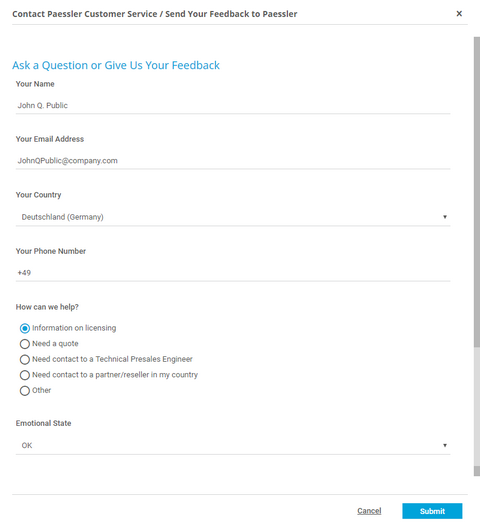 Contact Paessler Customer Service / Send Your Feedback to Paessler
Ask a Question or Give Us Your Feedback
Your Name
John Q. Public
Your Email Address
JohnQPublic@company.com
Your Country
Deutschland (Germany)
Your Phone Number
+49
How can we help?
Information on licensing
Need a quote
Need contact to a Technical Presales Engineer
Need contact to a partner/reseller in my country
Other
Emotional State
OK
Cancel Submit